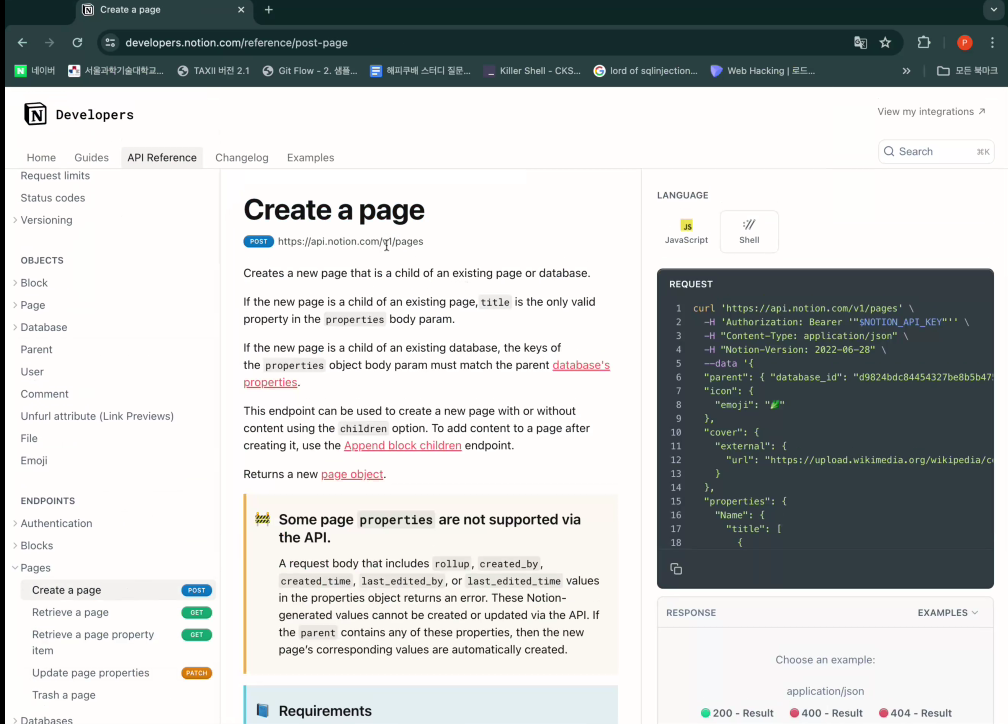 Create a page
developers.notion.com/reference/post-page
P
네이버
서울과학기술대학교...
TAXII 버전 2.1
Git Flow - 2. 샘플...
해피쿠배 스터디 질문...
Killer Shell - CKS...
lord of sqlinjection...
Web Hacking | 로드...
모든 북마크
Developers
View my integrations ↗
Home
Guides
API Reference
Changelog
Examples
Search
⌘K
Request limits
Status codes
Versioning
OBJECTS
Block
Page
Database
Parent
User
Comment
Unfurl attribute (Link Previews)
File
Emoji
ENDPOINTS
Authentication
Blocks
Pages
Create a page POST
Retrieve a page GET
Retrieve a page property GET
item
Update page properties PATCH
Trash a page
Databases
Create a page
POST https://api.notion.com/v1/pages
Creates a new page that is a child of an existing page or database.
If the new page is a child of an existing page, title is the only valid
property in the properties body param.
If the new page is a child of an existing database, the keys of
the properties object body param must match the parent database's
properties.
This endpoint can be used to create a new page with or without
content using the children option. To add content to a page after
creating it, use the Append block children endpoint.
Returns a new page object.
🚧 Some page properties are not supported via
the API.
A request body that includes rollup, created_by,
created_time, last_edited_by, or last_edited_time values
in the properties object returns an error. These Notion-
generated values cannot be created or updated via the API. If
the parent contains any of these properties, then the new
page's corresponding values are automatically created.
📘 Requirements
LANGUAGE
JS
JavaScript
Shell
REQUEST
1 curl 'https://api.notion.com/v1/pages' \
2 -H 'Authorization: Bearer '"$NOTION_API_KEY"'' \
3 -H "Content-Type: application/json" \
4 -H "Notion-Version: 2022-06-28" \
5 --data '{
6 "parent": { "database_id": "d9824bdc84454327be8b5b47
7 "icon": {
8 "emoji": "🥬"
9 },
10 "cover": {
11 "external": {
12 "url": "https://upload.wikimedia.org/wikipedia/c
13 }
14 },
15 "properties": {
16 "Name": {
17 "title": [
18 {
RESPONSE
EXAMPLES
Choose an example:
application/json
200 - Result
400 - Result
404 - Result